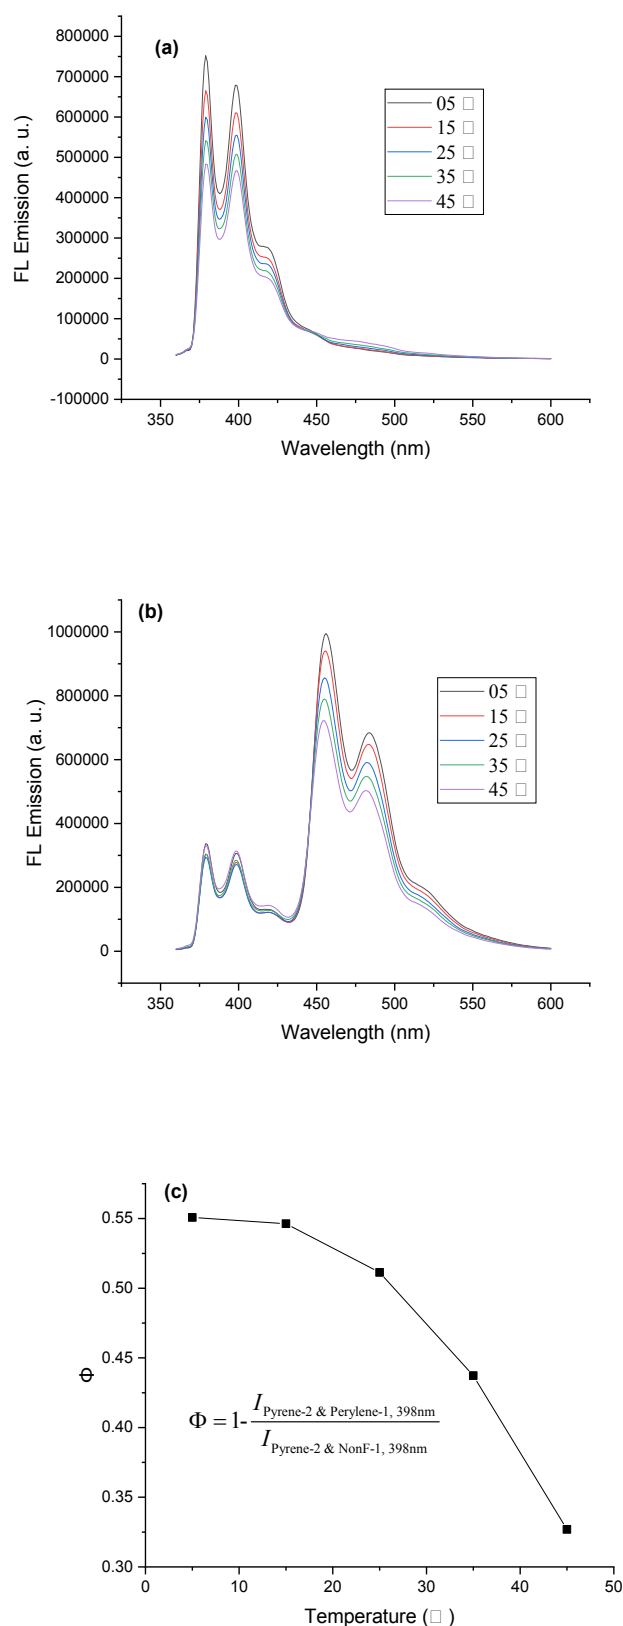 (a)
800000
700000
600000
500000
400000
300000
200000
100000
0
-100000
FL Emission (a. u.)
05 □
15 □
25 □
35 □
45 □
350 400 450 500 550 600
Wavelength (nm)
(b)
1000000
800000
600000
400000
200000
0
FL Emission (a. u.)
05 □
15 □
25 □
35 □
45 □
350 400 450 500 550 600
Wavelength (nm)
(c)
0.55
0.50
0.45
0.40
0.35
0.30
Φ
Φ = 1- I Pyrene-2 & Perylene-1, 398nm
I Pyrene-2 & NonF-1, 398nm
0 10 20 30 40 50
Temperature (□ )